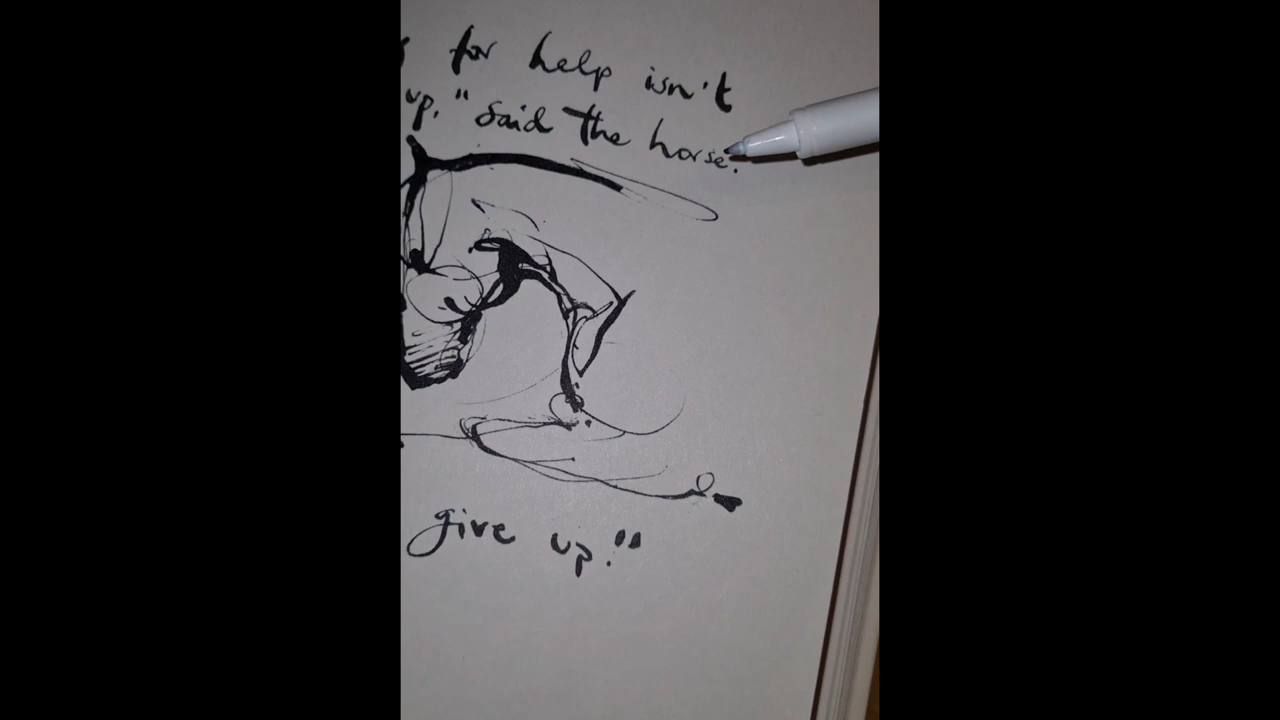 for help isn't
up," said the horse.
give up!"